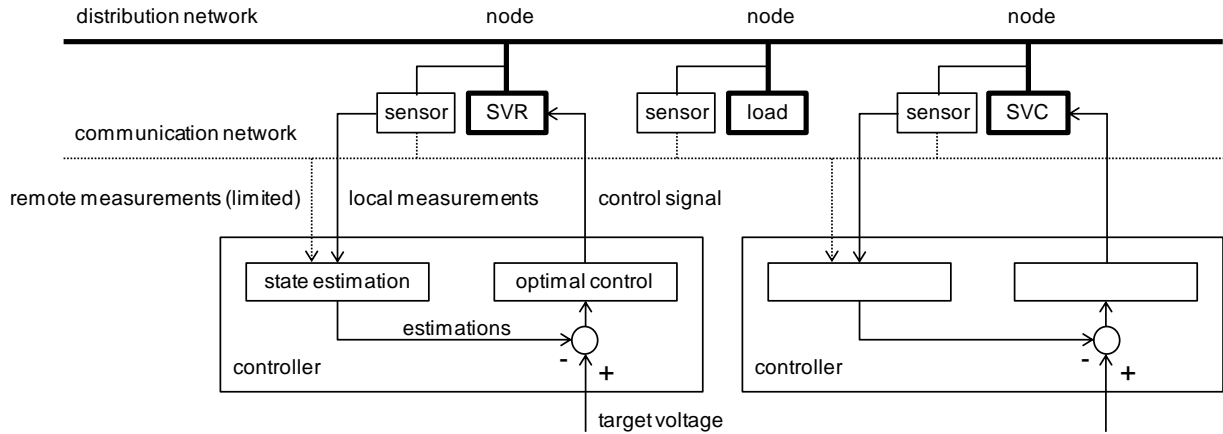 distribution network
node
node
node
sensor
SVR
sensor
load
sensor
SVC
communication network
remote measurements (limited)
local measurements
control signal
state estimation
optimal control
estimations
-
+
controller
target voltage
-
+
controller